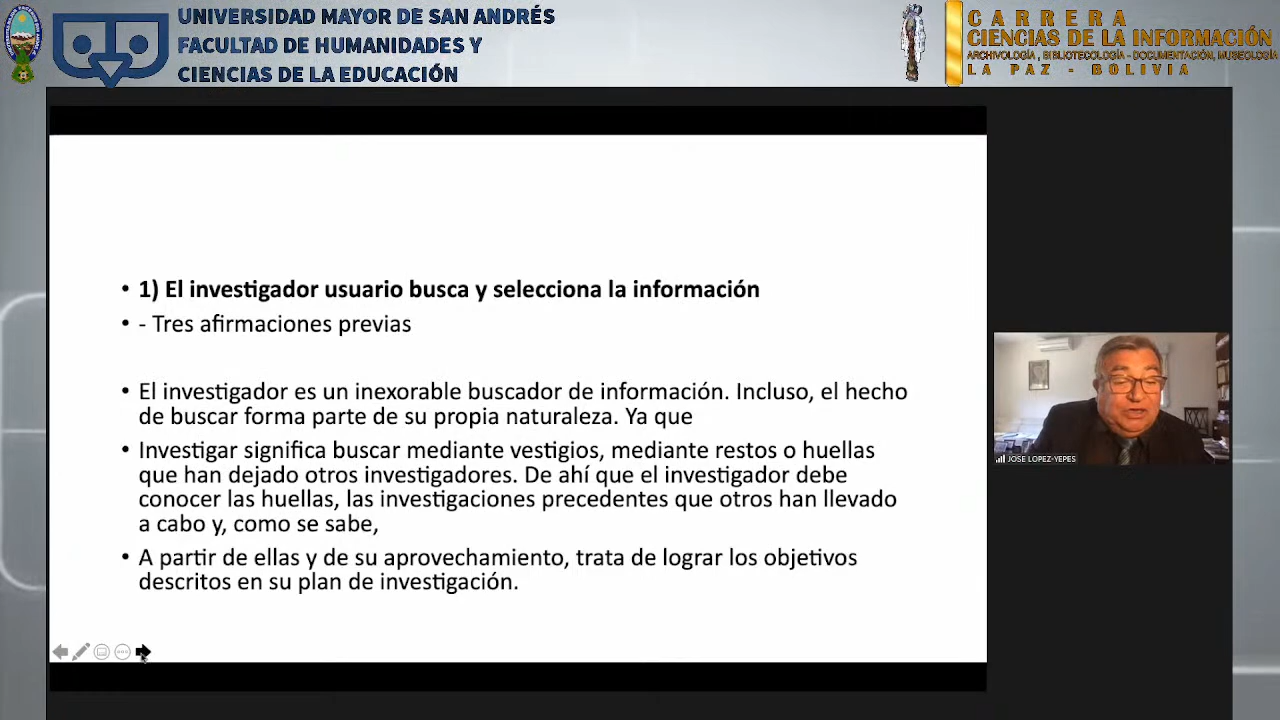 UNIVERSIDAD MAYOR DE SAN ANDRÉS
FACULTAD DE HUMANIDADES Y
CIENCIAS DE LA EDUCACIÓN
CARRERA
CIENCIAS DE LA INFORMACIÓN
ARCHIVOLOGÍA , BIBLIOTECOLOGÍA - DOCUMENTACIÓN, MUSEOLOGÍA
LA PAZ - BOLIVIA
• 1) El investigador usuario busca y selecciona la información
• - Tres afirmaciones previas
• El investigador es un inexorable buscador de información. Incluso, el hecho
de buscar forma parte de su propia naturaleza. Ya que
• Investigar significa buscar mediante vestigios, mediante restos o huellas
que han dejado otros investigadores. De ahí que el investigador debe
conocer las huellas, las investigaciones precedentes que otros han llevado
a cabo y, como se sabe,
• A partir de ellas y de su aprovechamiento, trata de lograr los objetivos
descritos en su plan de investigación.
JOSE LOPEZ-YEPES